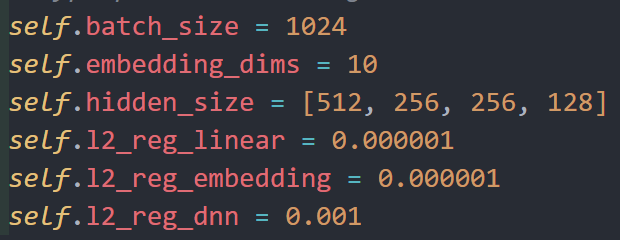 self.batch_size = 1024
self.embedding_dims = 10
self.hidden_size = [512, 256, 256, 128]
self.l2_reg_linear = 0.000001
self.l2_reg_embedding = 0.000001
self.l2_reg_dnn = 0.001